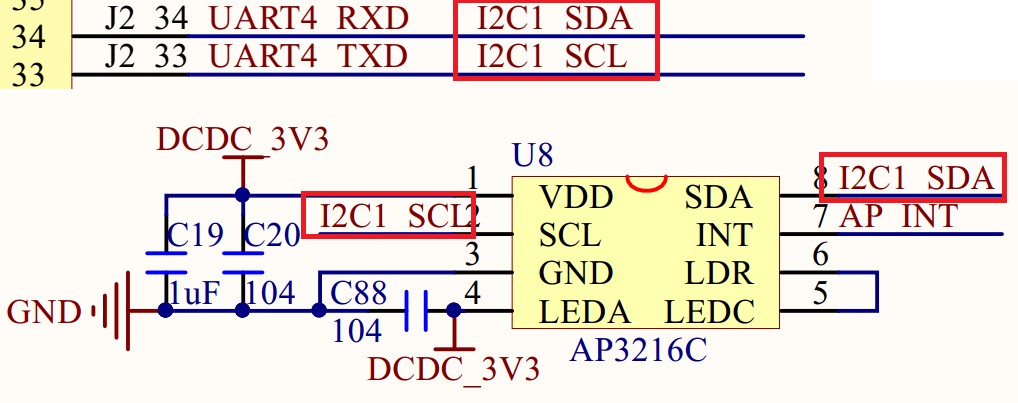 35
34 J2 34 UART4 RXD I2C1 SDA
33 J2 33 UART4 TXD I2C1 SCL
DCDC_3V3
U8
1 VDD SDA 8 I2C1 SDA
I2C1 SCL 2 SCL INT 7 AP INT
C19 C20
3 GND LDR 6
GND 1uF 104 C88 4 LEDA LEDC 5
104
AP3216C
DCDC_3V3